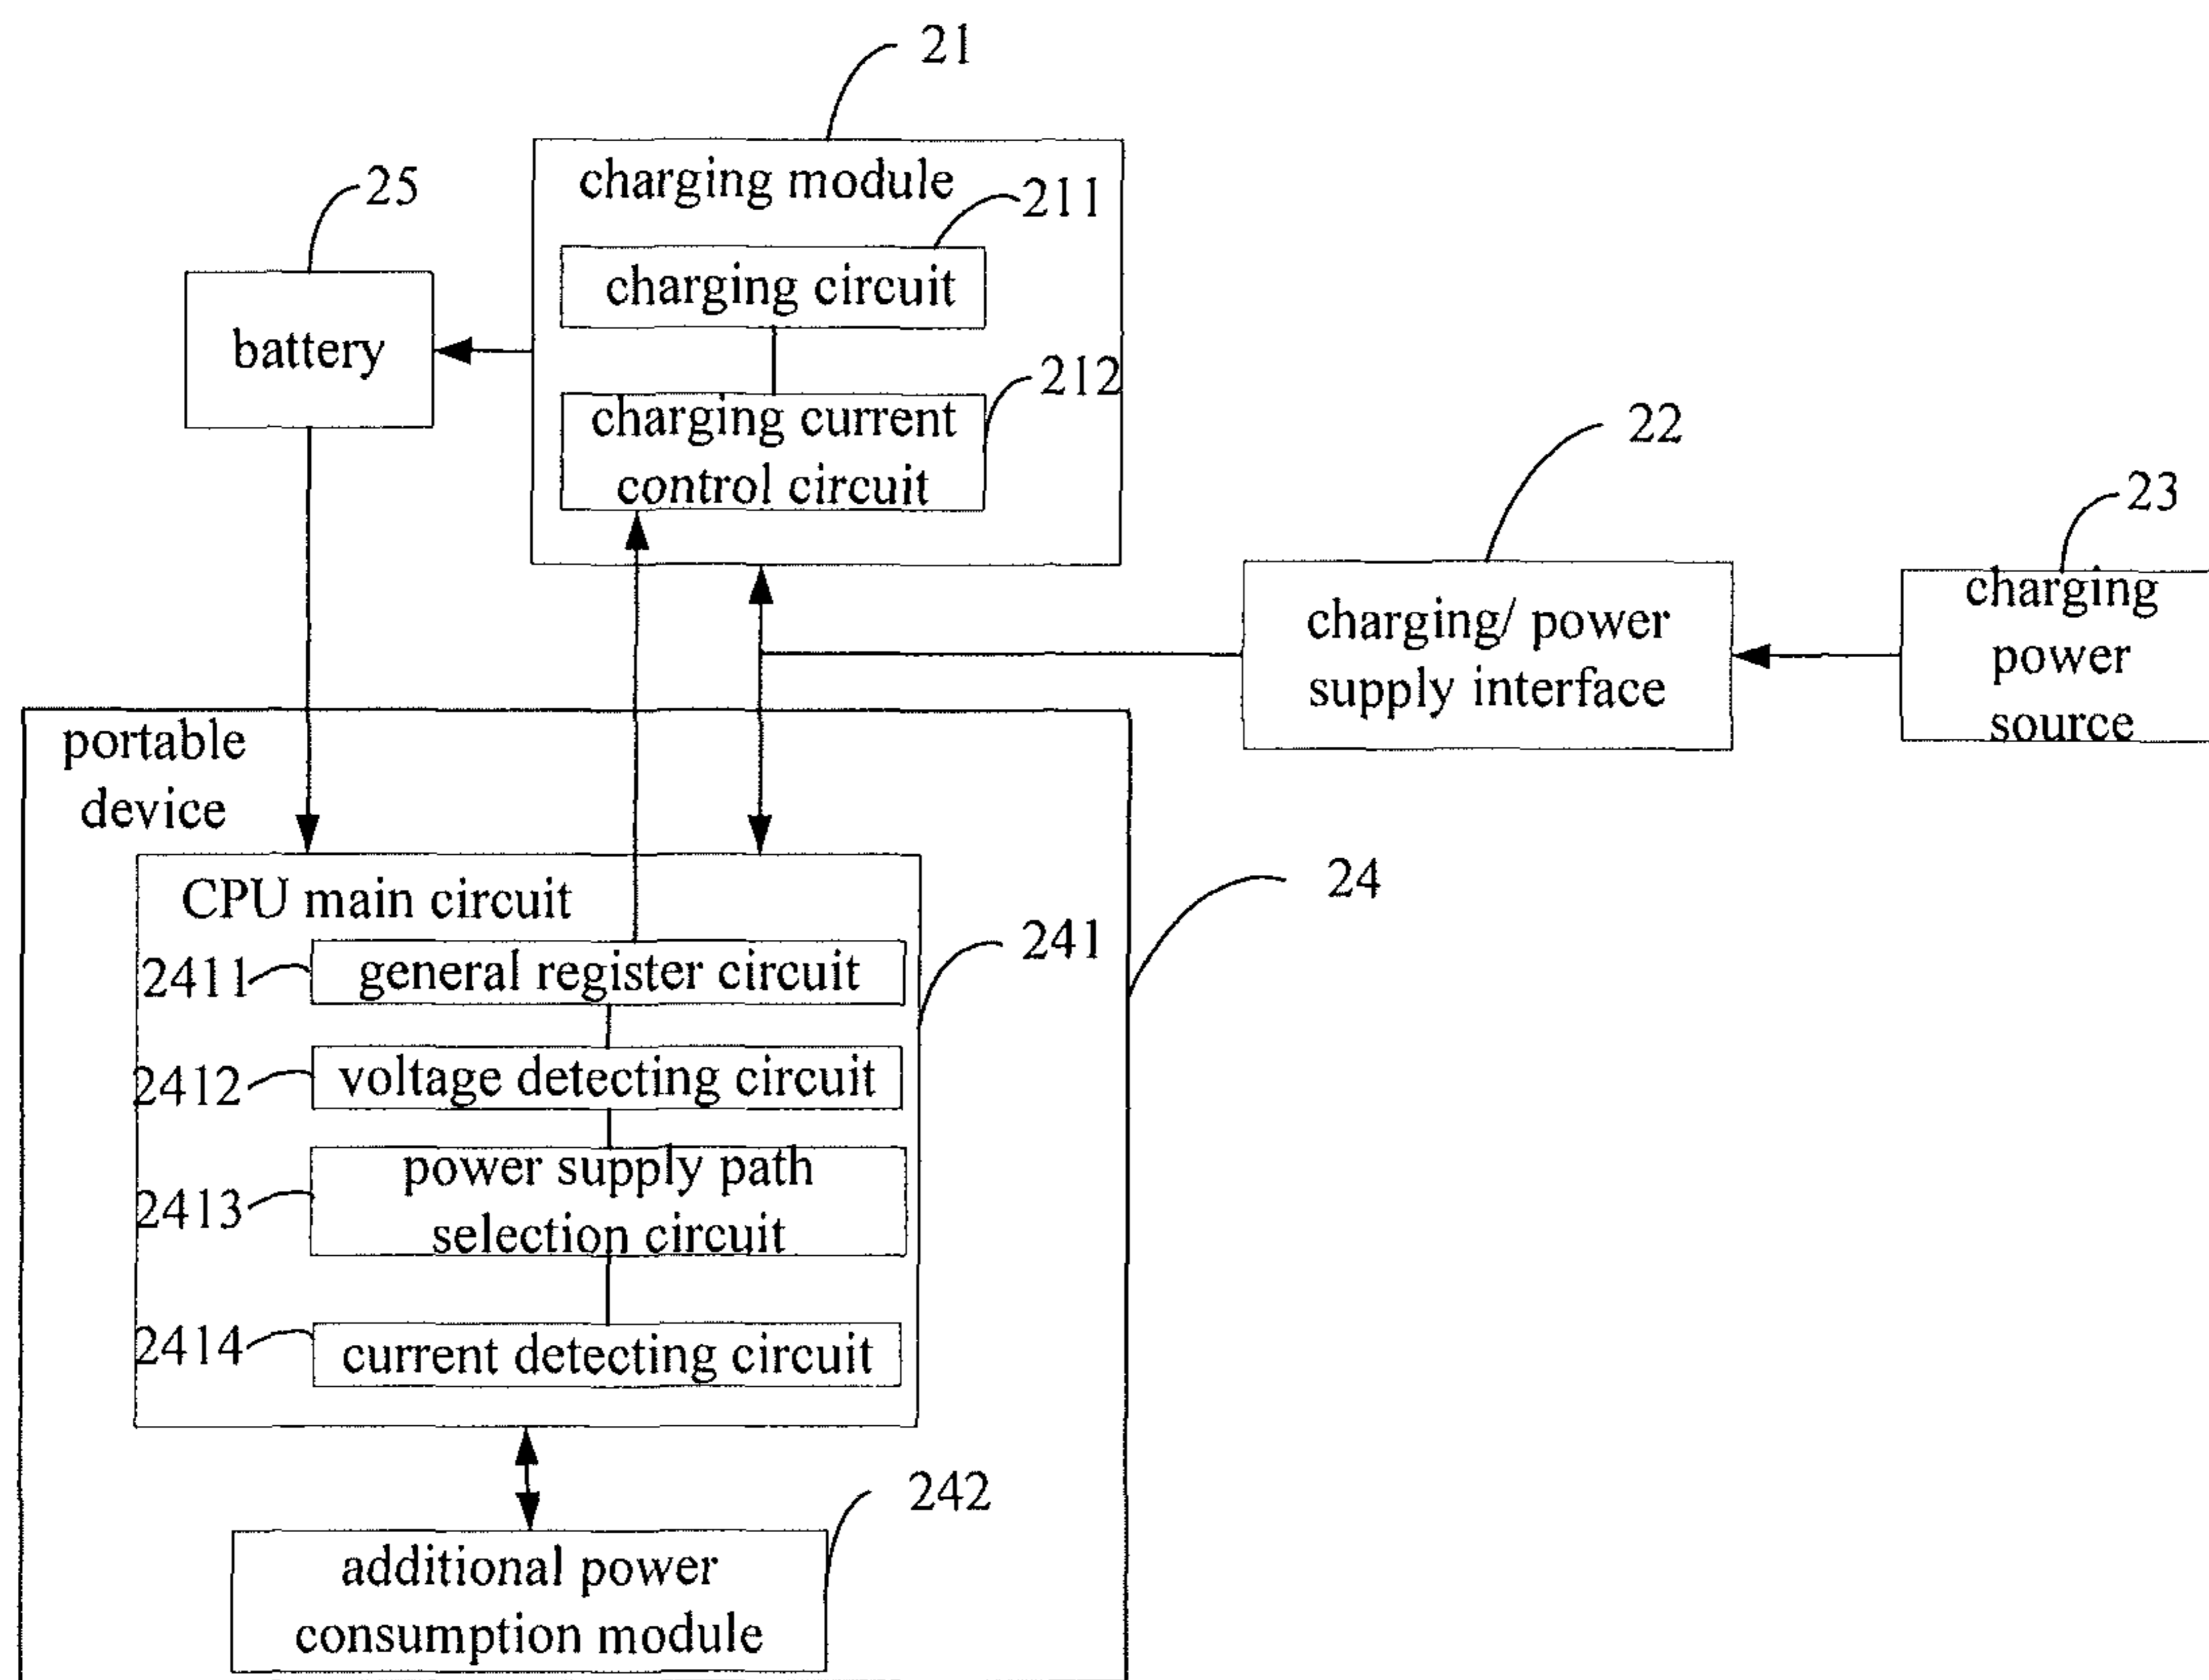 21
charging module
25
211
charging circuit
battery
212
charging current
control circuit
22
23
charging/ power
supply interface
charging
power
source
portable
device
24
CPU main circuit
241
2411
general register circuit
2412
voltage detecting circuit
2413
power supply path
selection circuit
2414
current detecting circuit
242
additional power
consumption module